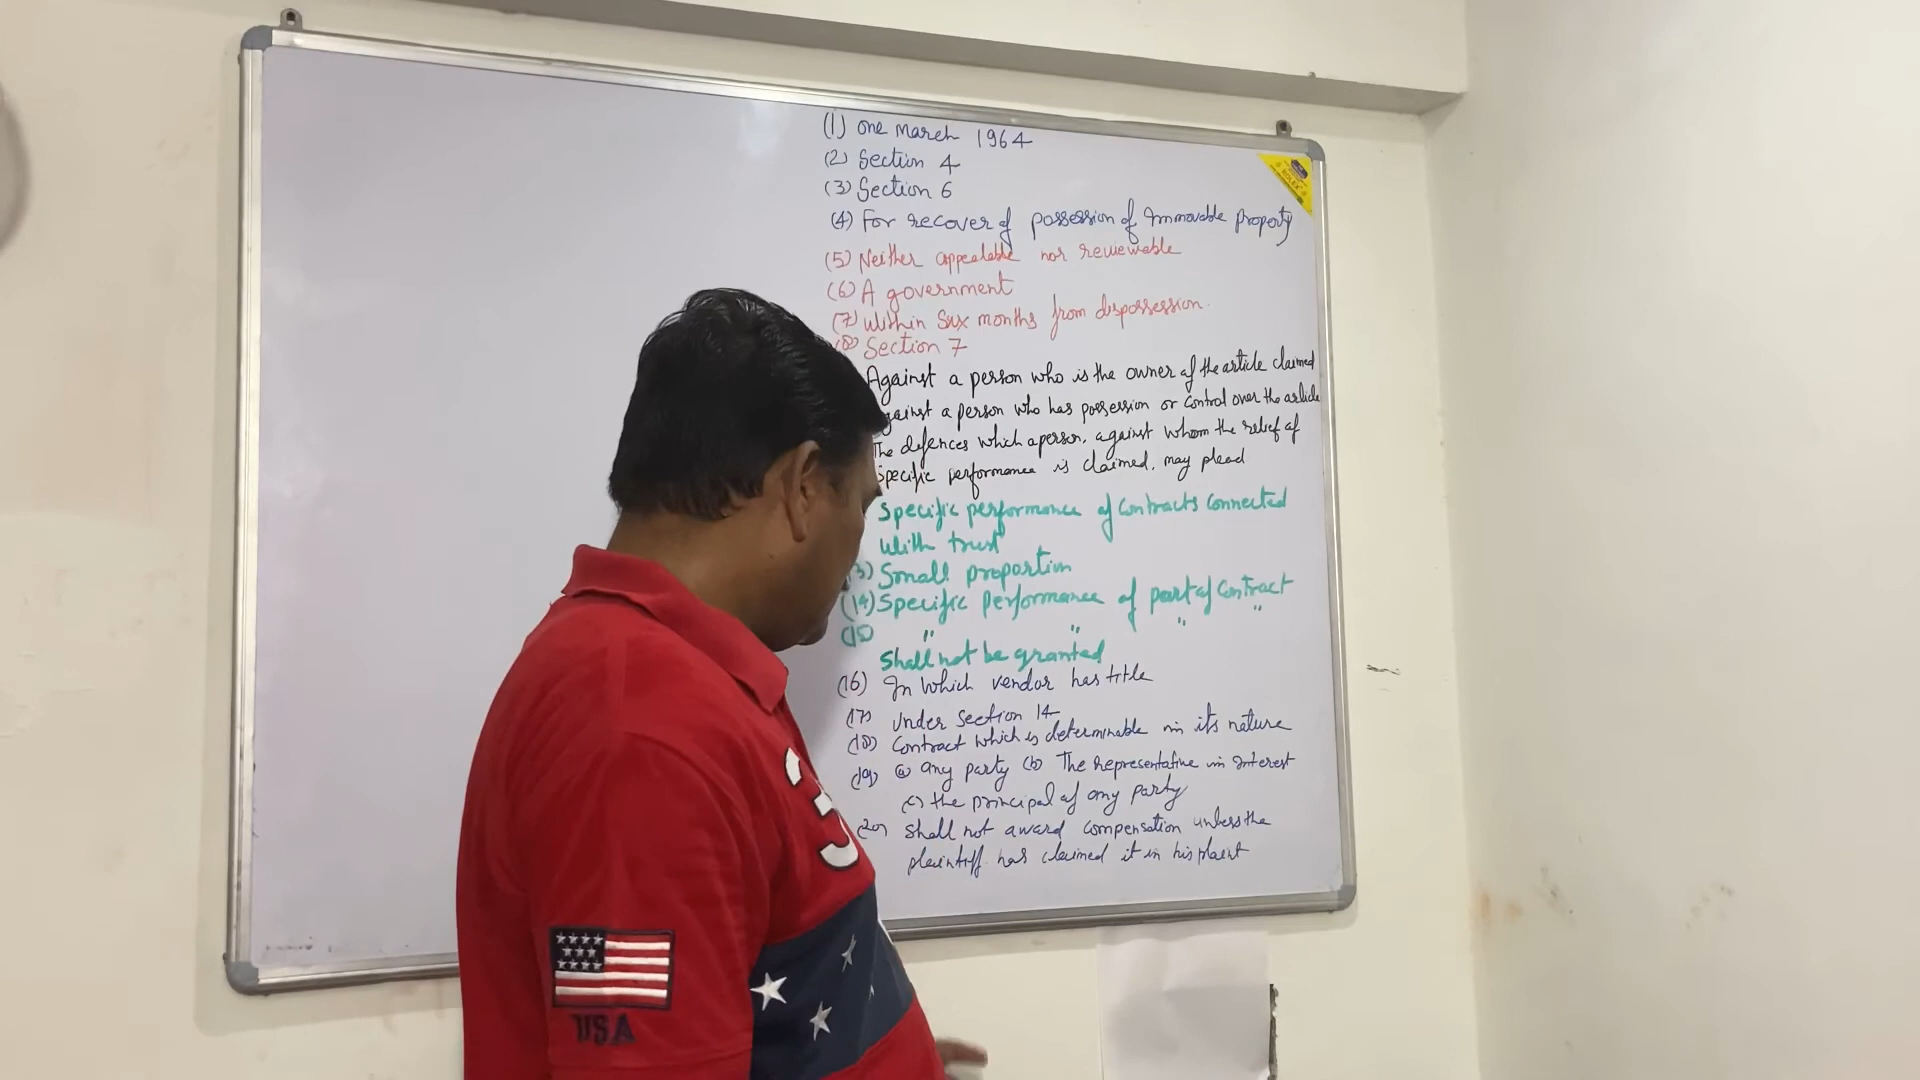 (1) One March 1964
(2) Section 4
(3) Section 6
(4) For recover of possession of Immovable property
(5) Neither appealable nor reviewable
(6) A government
(7) Within Six months from dispossession.
(8) Section 7
Against a person who is the owner of the article claimed
gainst a person who has possession or control over the article
The defences which a person, against whom the relief of
specific performance is claimed, may plead
Specific performance of contracts connected
with trust
3) Small proportion
(14) Specific performance of part of contract
(15) " " " "
Shall not be granted
(16) In which vendor has title
(17) Under Section 14
(18) Contract which is determinable in its nature
(19) (a) any party (b) The representative in interest
(c) the principal of any party
(20) Shall not award compensation unless the
plaintiff has claimed it in his plaint
ROLEX
3
USA